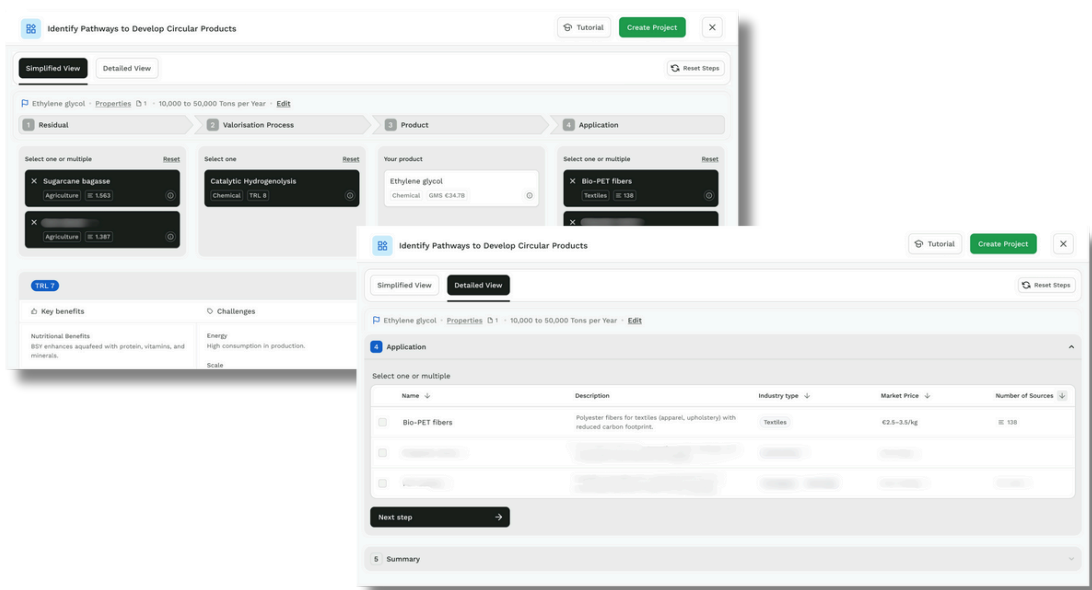 Identify Pathways to Develop Circular Products
Tutorial
Create Project
Simplified View
Detailed View
Reset Steps
Ethylene glycol · Properties 1 · 10,000 to 50,000 Tons per Year · Edit
1 Residual
2 Valorisation Process
3 Product
4 Application
Select one or multiple Reset
Sugarcane bagasse
Agriculture 1.563
Agriculture 1.387
Select one Reset
Catalytic Hydrogenolysis
Chemical TRL 8
Your product
Ethylene glycol
Chemical GMS €34.7B
Select one or multiple Reset
Bio-PET fibers
Textiles 138
TRL 7
Key benefits
Nutritional Benefits
BSY enhances aquafeed with protein, vitamins, and
minerals.
Challenges
Energy
High consumption in production.
Scale
Identify Pathways to Develop Circular Products
Tutorial
Create Project
Simplified View
Detailed View
Reset Steps
Ethylene glycol · Properties 1 · 10,000 to 50,000 Tons per Year · Edit
4 Application
Select one or multiple
Name Description Industry type Market Price Number of Sources
Bio-PET fibers
Polyester fibers for textiles (apparel, upholstery) with
reduced carbon footprint.
Textiles
€2.5–3.5/kg
138
Next step
5 Summary